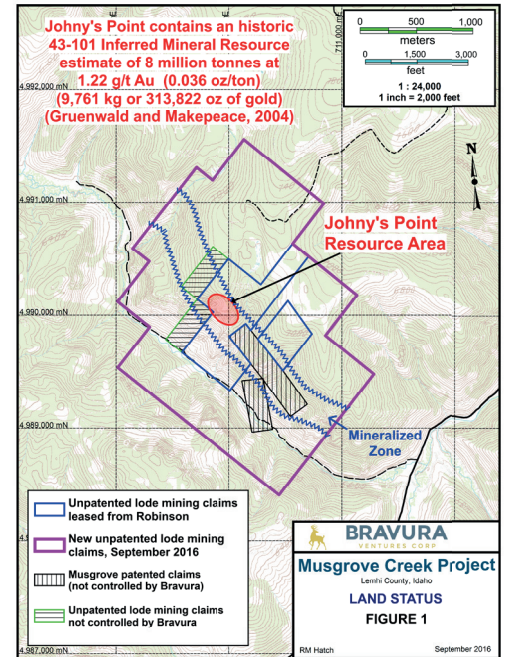 Johny's Point contains an historic
43-101 Inferred Mineral Resource
estimate of 8 million tonnes at
1.22 g/t Au (0.036 oz/ton)
(9,761 kg or 313,822 oz of gold)
(Gruenwald and Makepeace, 2004)
0 500 1,000
meters
0 1,500 3,000
feet
1 : 24,000
1 inch = 2,000 feet
711,000 m
4,992,000 mN
N
4,991,000 mN
Johny's Point
Resource Area
4,990,000 mN
4,989,000 mN
Mineralized
Zone
Unpatented lode mining claims
leased from Robinson
New unpatented lode mining
claims, September 2016
Musgrove patented claims
(not controlled by Bravura)
Unpatented lode mining claims
not controlled by Bravura
BRAVURA
VENTURES CORP
Musgrove Creek Project
Lemhi County, Idaho
LAND STATUS
FIGURE 1
RM Hatch September 2016
4,987,000 mN